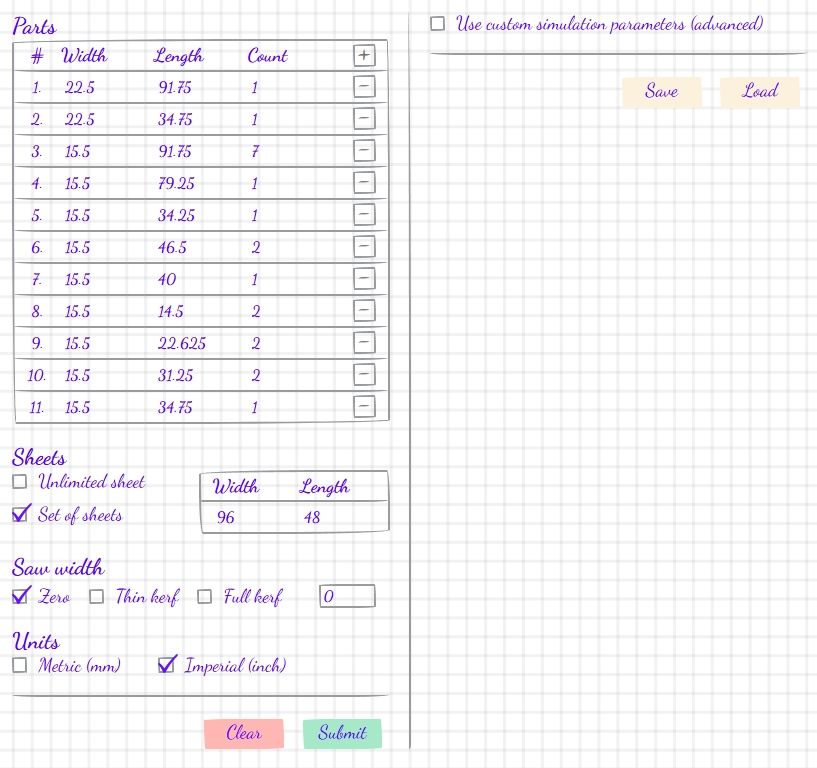 Parts
# Width Length Count +
1. 22.5 91.75 1 −
2. 22.5 34.75 1 −
3. 15.5 91.75 7 −
4. 15.5 79.25 1 −
5. 15.5 34.25 1 −
6. 15.5 46.5 2 −
7. 15.5 40 1 −
8. 15.5 14.5 2 −
9. 15.5 22.625 2 −
10. 15.5 31.25 2 −
11. 15.5 34.75 1 −
Sheets
Unlimited sheet
Set of sheets
Width Length
96 48
Saw width
Zero Thin kerf Full kerf 0
Units
Metric (mm) Imperial (inch)
Clear Submit
Use custom simulation parameters (advanced)
Save Load